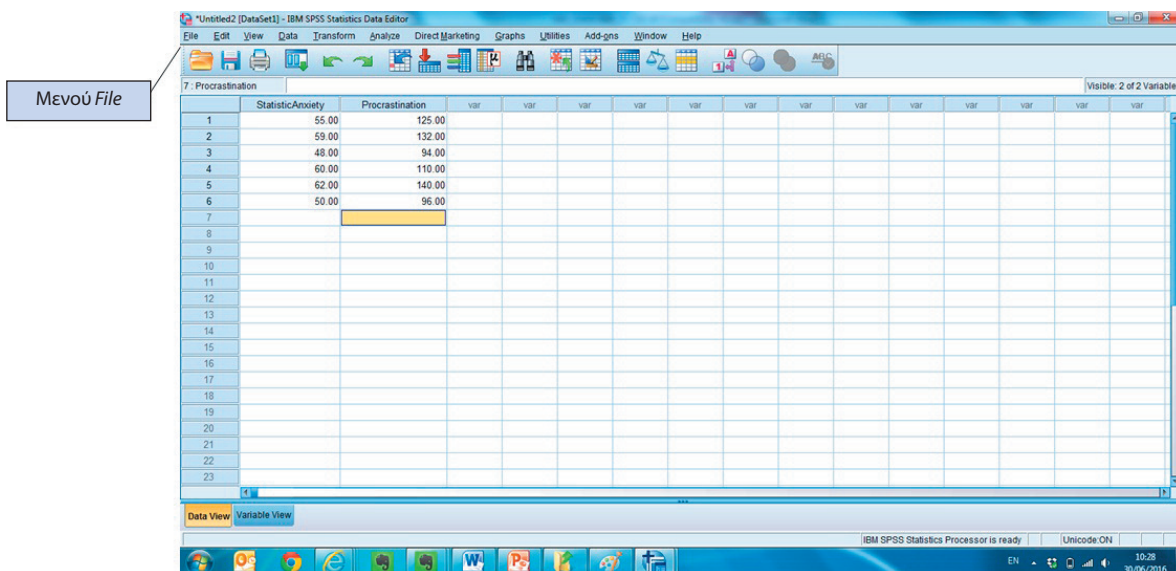 *Untitled2 [DataSet1] - IBM SPSS Statistics Data Editor
File Edit View Data Transform Analyze Direct Marketing Graphs Utilities Add-ons Window Help
Μενού File
7 : Procrastination
Visible: 2 of 2 Variable
StatisticAnxiety Procrastination var var var var var var var var var var var
1 55.00 125.00
2 59.00 132.00
3 48.00 94.00
4 60.00 110.00
5 62.00 140.00
6 50.00 96.00
7
8
9
10
11
12
13
14
15
16
17
18
19
20
21
22
23
Data View Variable View
IBM SPSS Statistics Processor is ready Unicode:ON
EN 10:28
30/06/2016